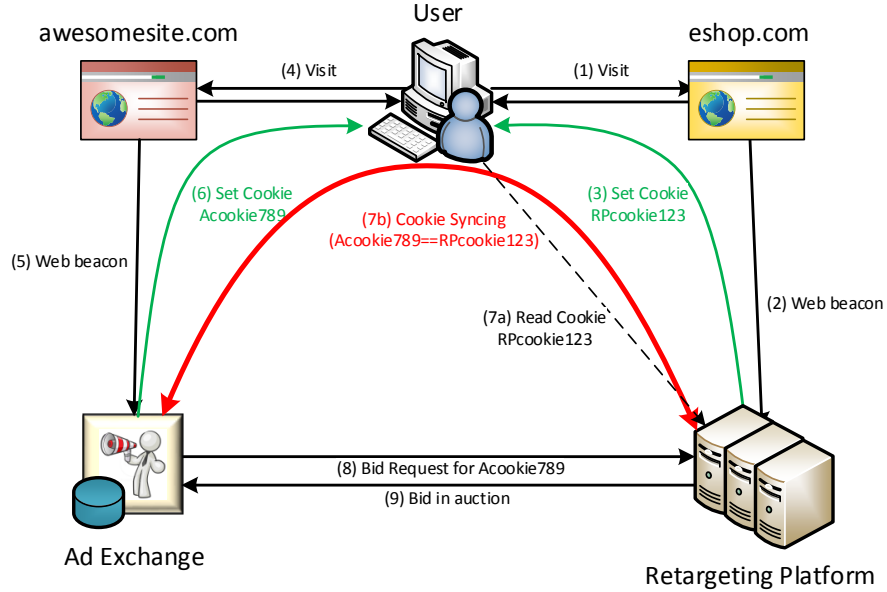 User
awesomesite.com
eshop.com
(4) Visit
(1) Visit
(6) Set Cookie
Acookie789
(3) Set Cookie
RPcookie123
(7b) Cookie Syncing
(Acookie789==RPcookie123)
(5) Web beacon
(2) Web beacon
(7a) Read Cookie
RPcookie123
(8) Bid Request for Acookie789
(9) Bid in auction
Ad Exchange
Retargeting Platform